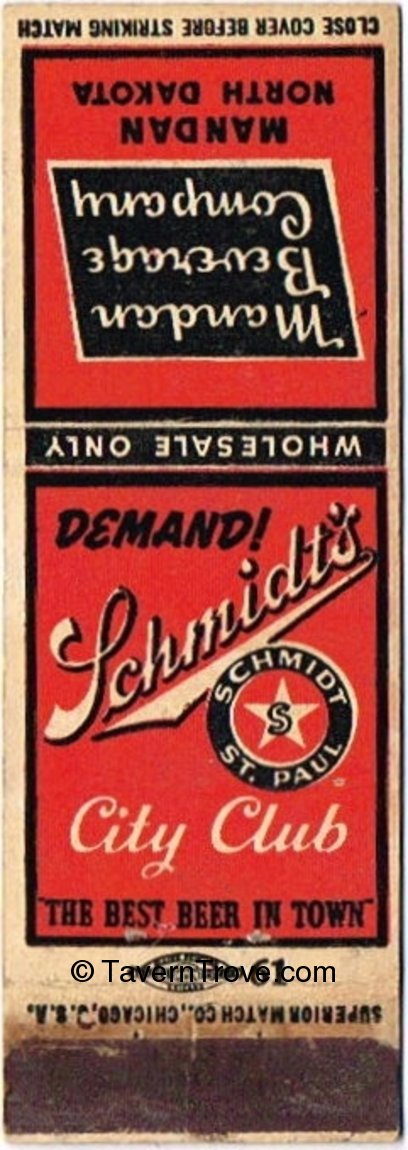 CLOSE COVER BEFORE STRIKING MATCH
Mandan
Beverage
Company
MANDAN
NORTH DAKOTA
WHOLESALE ONLY
DEMAND!
Schmidt's
SCHMIDT
S
ST. PAUL
City Club
"THE BEST BEER IN TOWN"
61
© TavernTrove.com
SUPERIOR MATCH CO., CHICAGO, U.S.A.